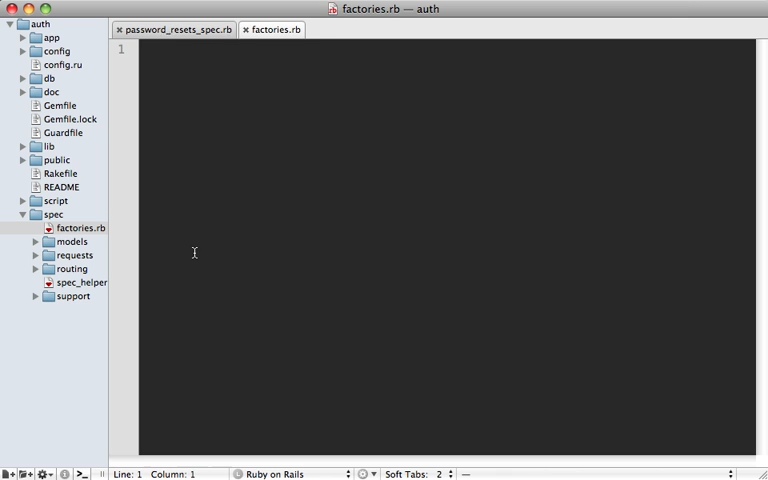 factories.rb — auth
auth
app
config
config.ru
db
doc
Gemfile
Gemfile.lock
Guardfile
lib
public
Rakefile
README
script
spec
factories.rb
models
requests
routing
spec_helper
support
password_resets_spec.rb
factories.rb
1
Line: 1 Column: 1
Ruby on Rails
Soft Tabs: 2
—